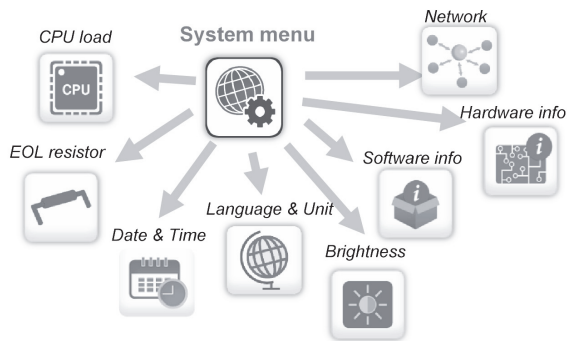 Network
CPU load
System menu
CPU
Hardware info
EOL resistor
Software info
i
i
Language & Unit
Date & Time
Brightness